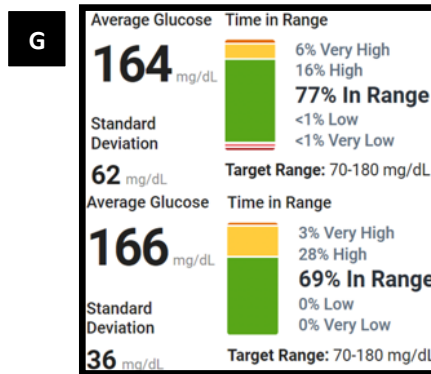 G
Average Glucose Time in Range
164 mg/dL
6% Very High
16% High
77% In Range
<1% Low
<1% Very Low
Standard
Deviation
62 mg/dL
Target Range: 70-180 mg/dL
Average Glucose Time in Range
166 mg/dL
3% Very High
28% High
69% In Range
0% Low
0% Very Low
Standard
Deviation
36 mg/dL
Target Range: 70-180 mg/dL